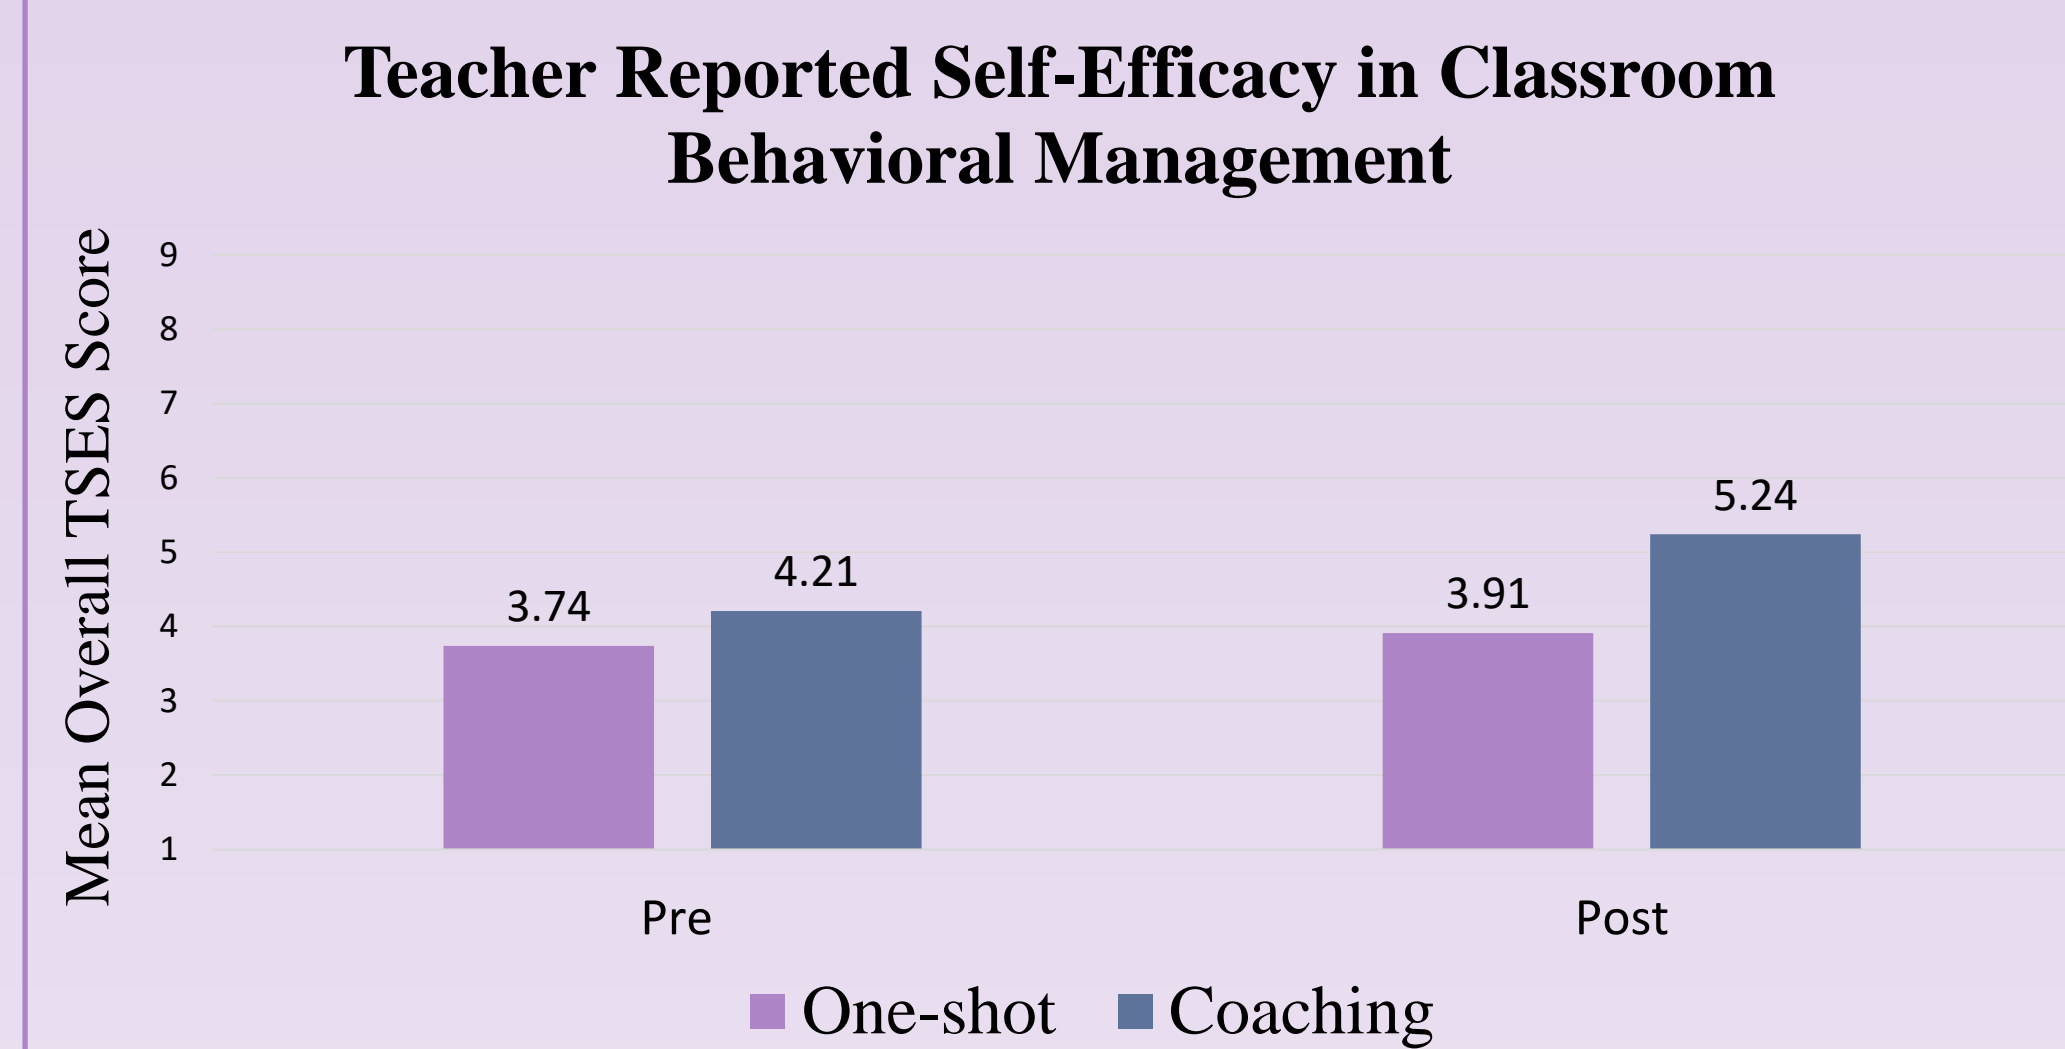 Teacher Reported Self-Efficacy in Classroom
Behavioral Management
Mean Overall TSES Score
9
8
7
6
5
4
3
2
1
3.74
4.21
3.91
5.24
Pre
Post
One-shot
Coaching